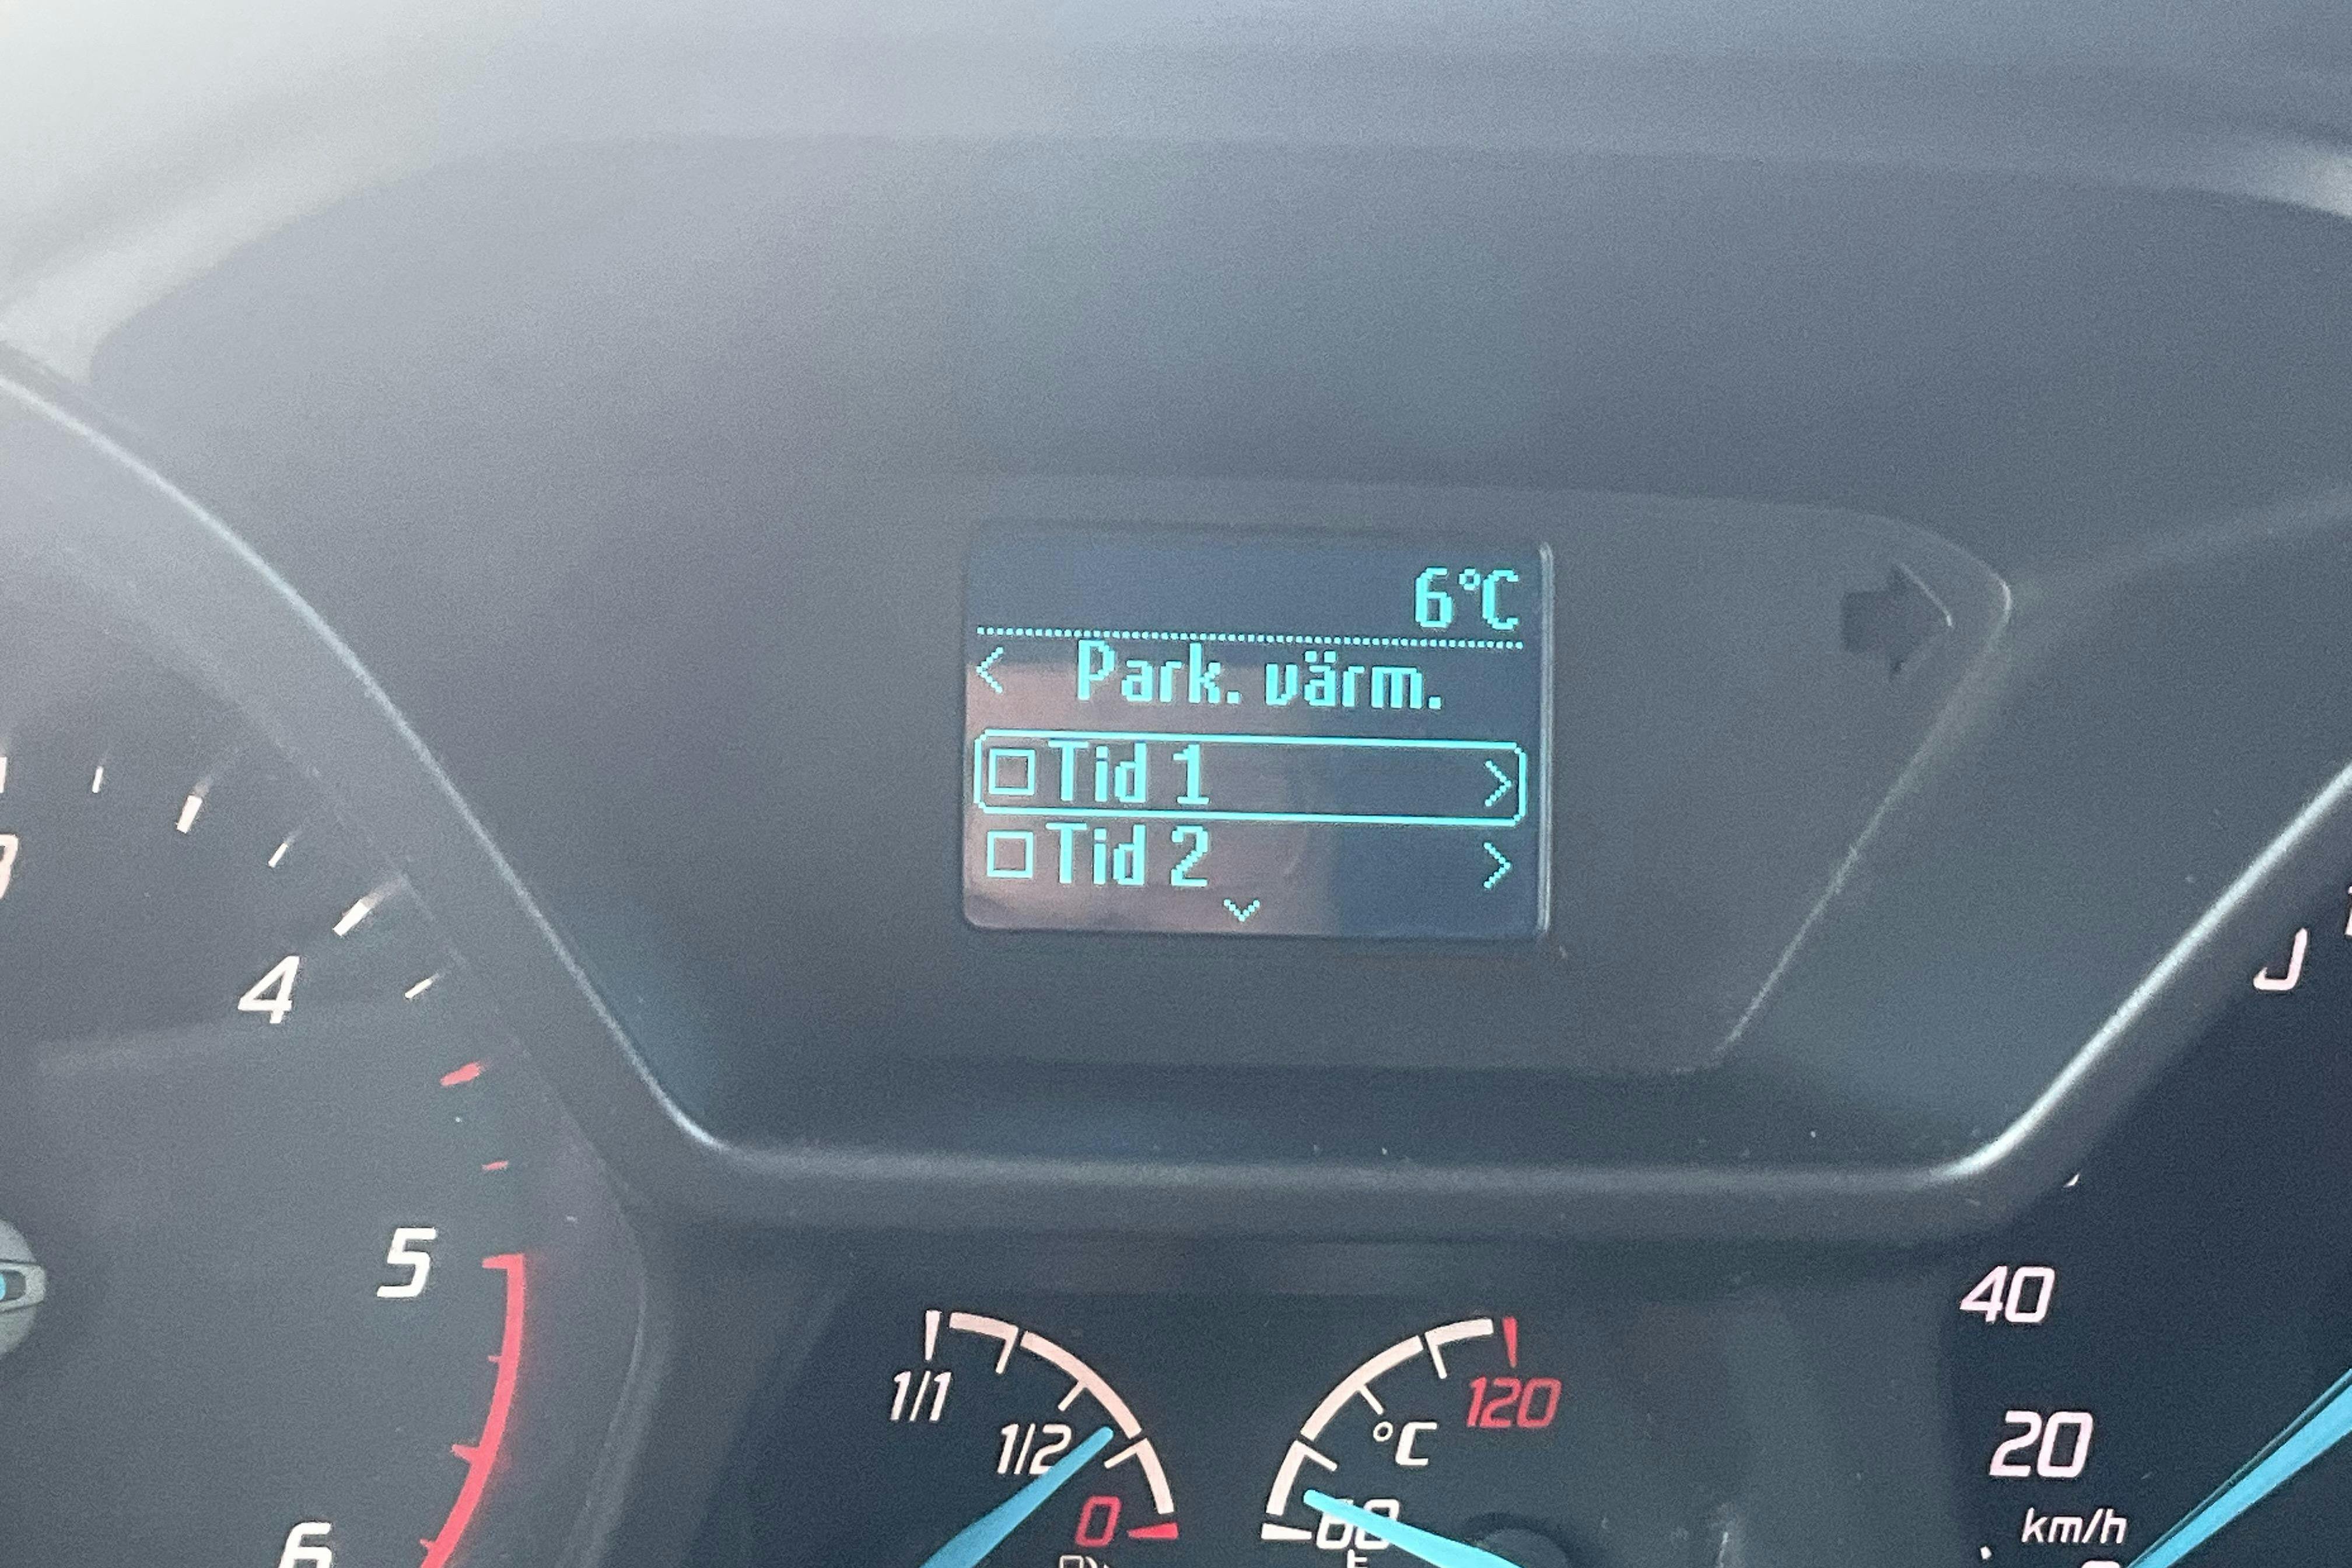 6°C
< Park. värm.
Tid 1 >
Tid 2 >
4
5
6
1/1
1/2
0
120
°C
60
40
20
km/h